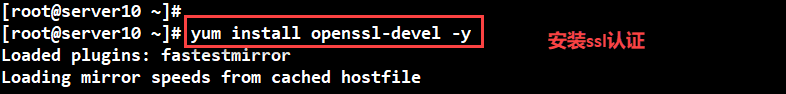 [root@server10 ~]#
[root@server10 ~]# yum install openssl-devel -y
安装ssl认证
Loaded plugins: fastestmirror
Loading mirror speeds from cached hostfile